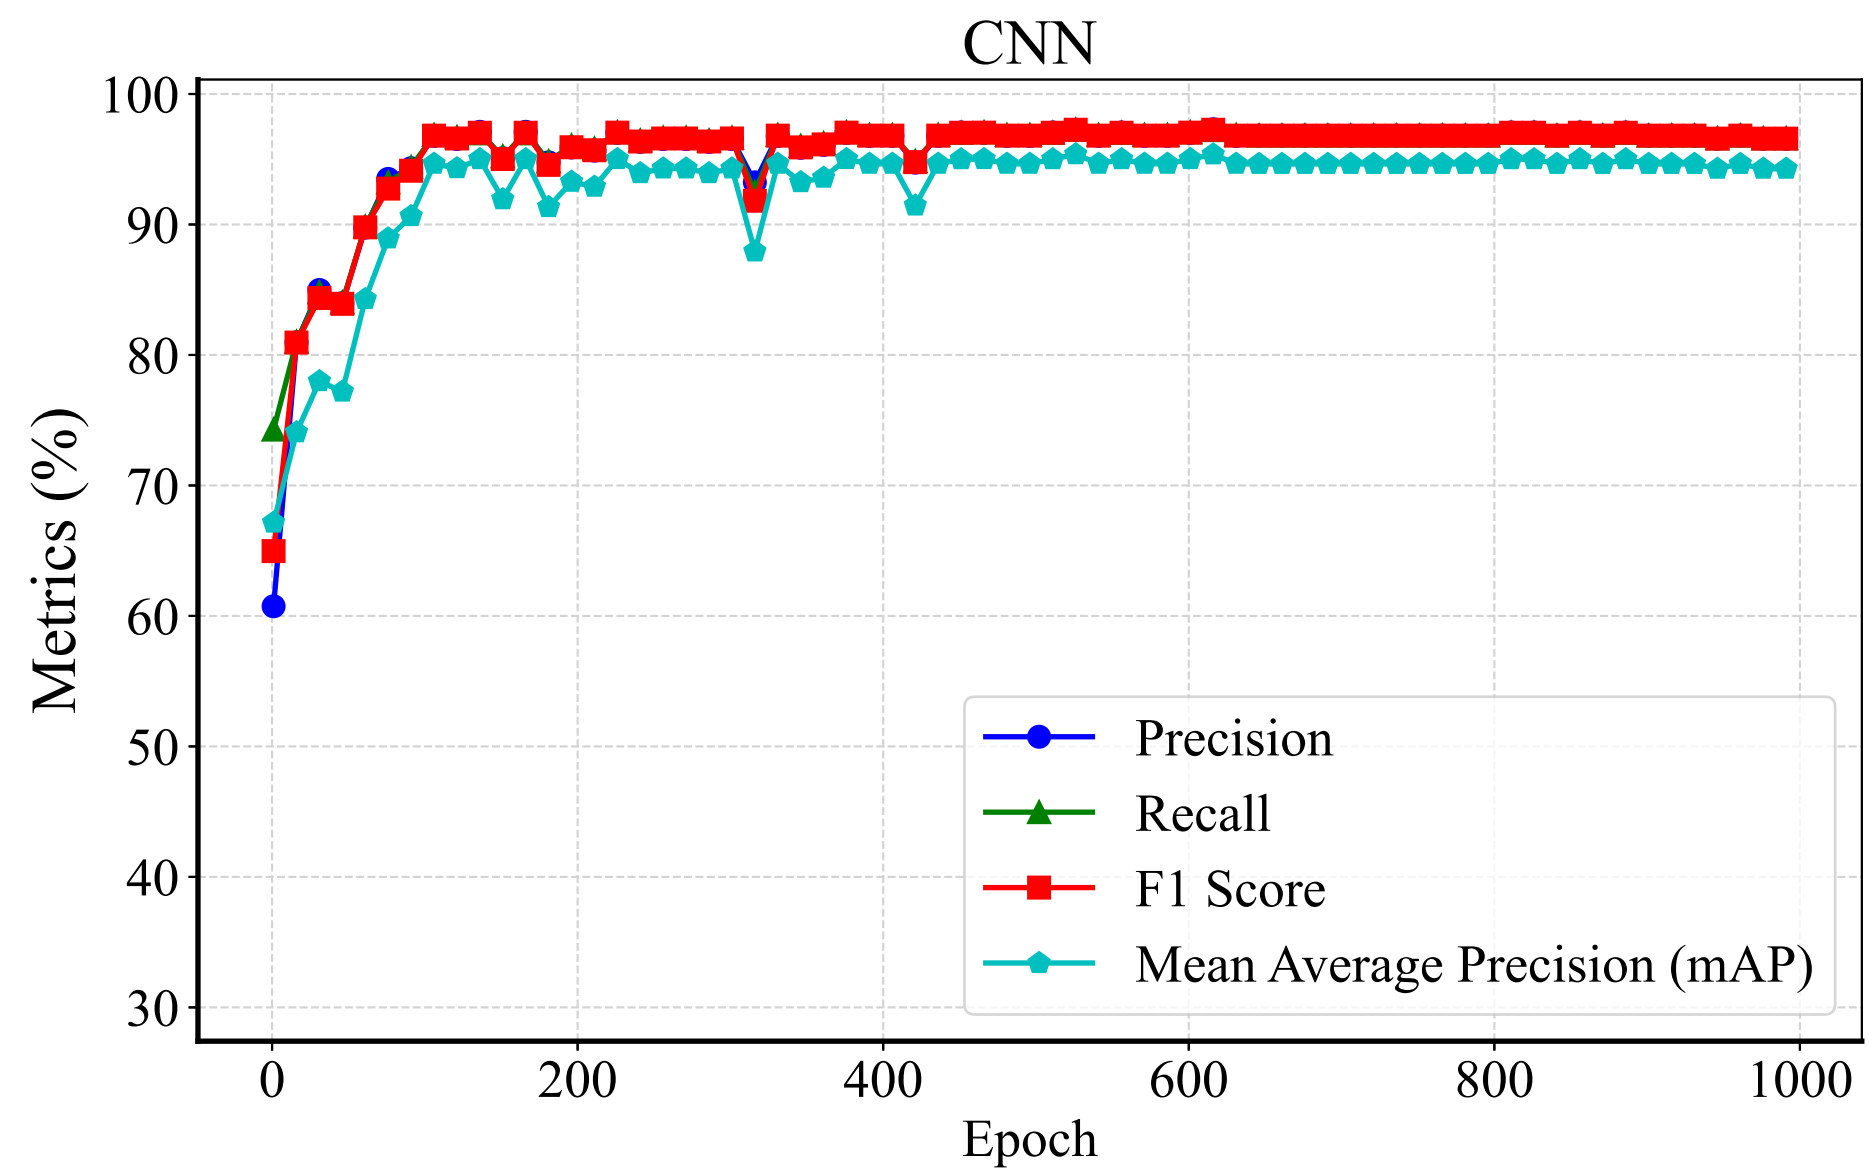 CNN
100
90
80
70
60
50
40
30
Metrics (%)
Precision
Recall
F1 Score
Mean Average Precision (mAP)
0 200 400 600 800 1000
Epoch